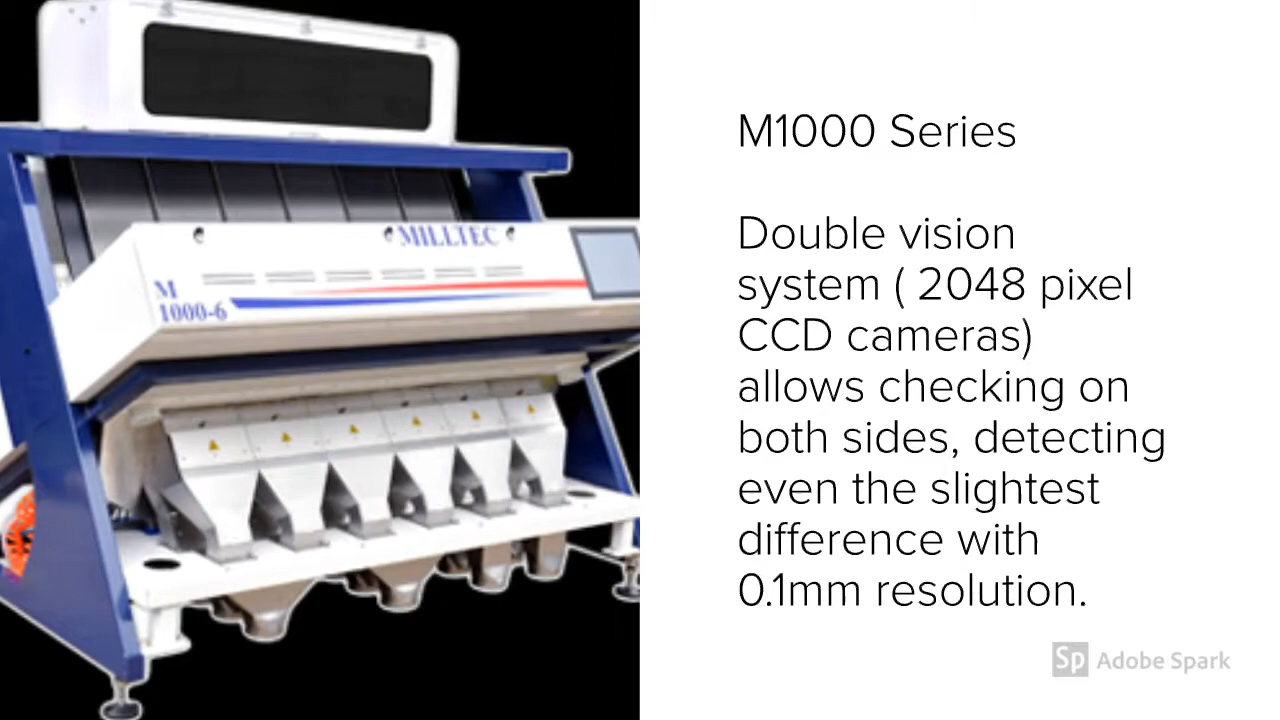 MILLTEC
M
1000-6
M1000 Series
Double vision
system ( 2048 pixel
CCD cameras)
allows checking on
both sides, detecting
even the slightest
difference with
0.1mm resolution.
Sp Adobe Spark